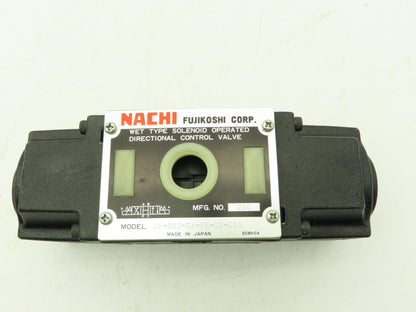 NACHI FUJIKOSHI CORP.
WET TYPE SOLENOID OPERATED
DIRECTIONAL CONTROL VALVE
MFG. NO.
MODEL
MADE IN JAPAN